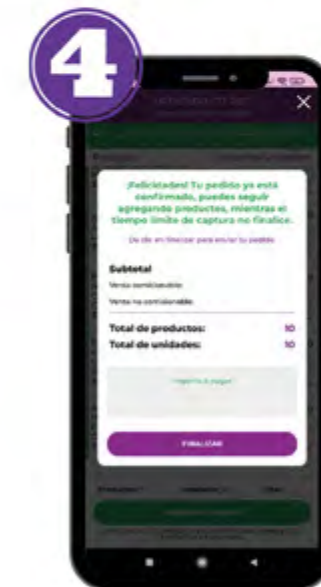 4
¡Felicidades! Tu pedido ya está
confirmado, puedes seguir
agregando productos, mientras el
tiempo límite de captura no finalice.
Da clic en finalizar para enviar tu pedido
Subtotal
Venta comisionable:
Venta no comisionable:
Total de productos: 10
Total de unidades: 10
a pagar
FINALIZAR